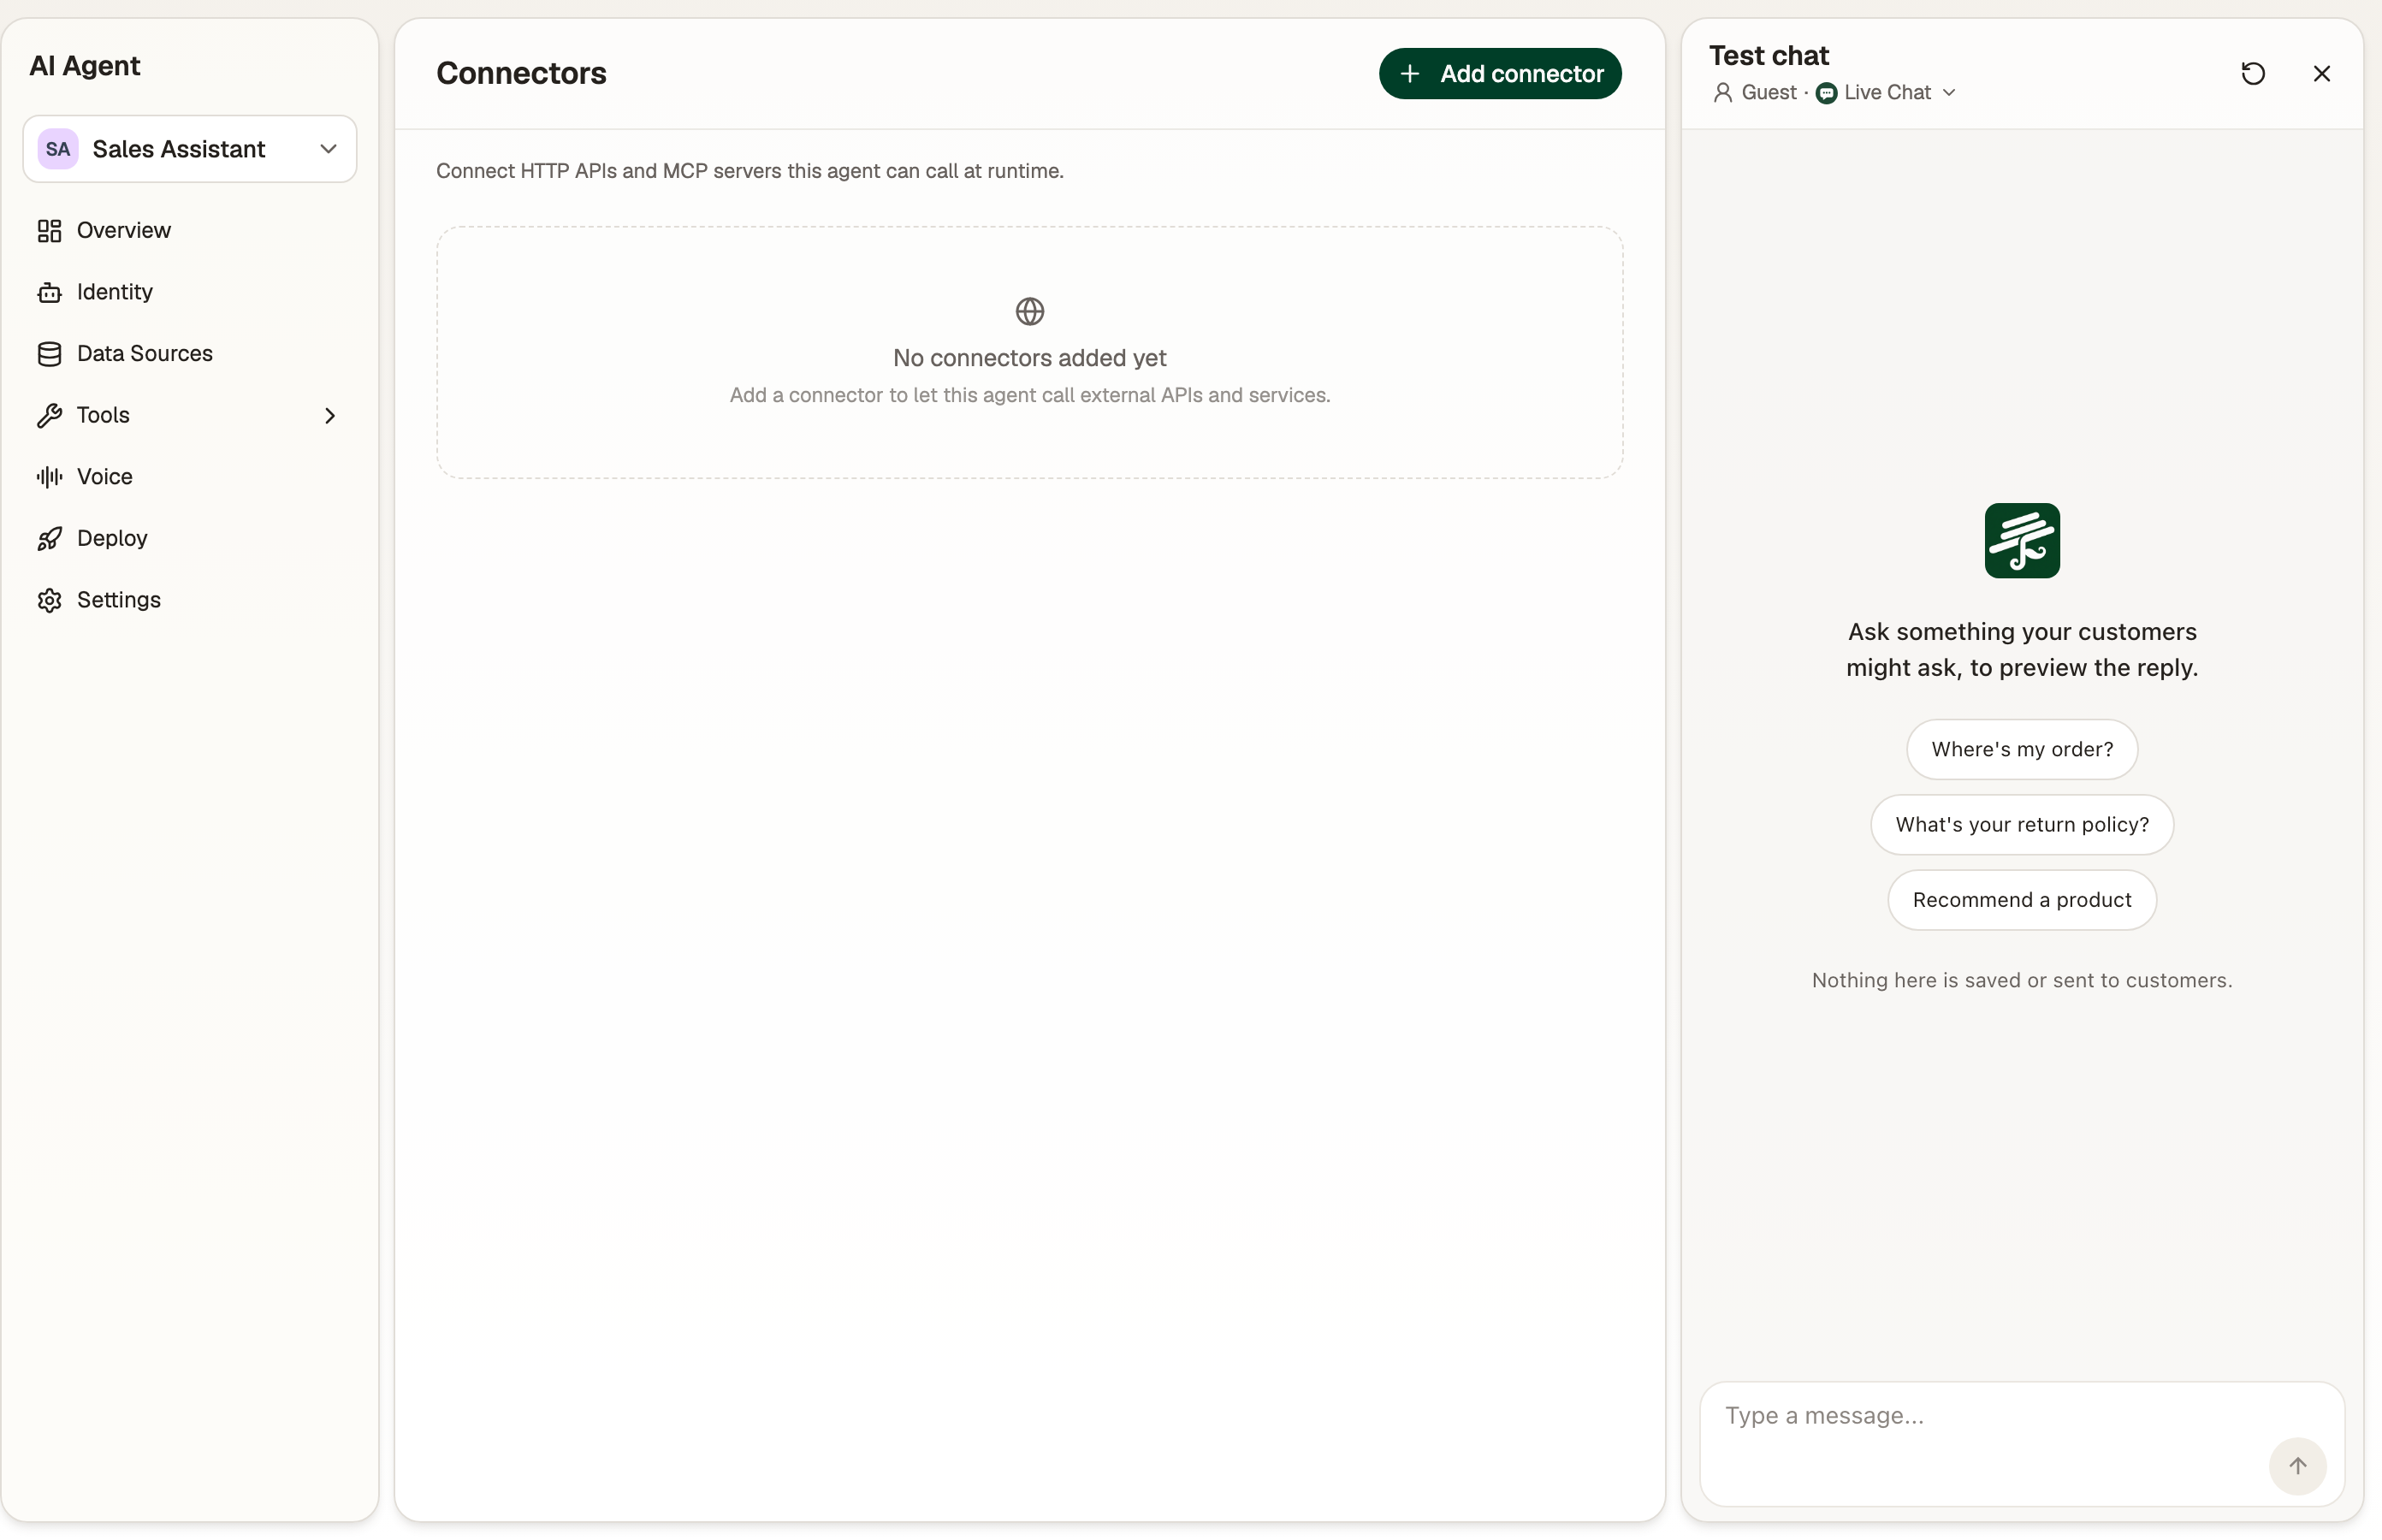 AI Agent
SA Sales Assistant
Overview
Identity
Data Sources
Tools
Voice
Deploy
Settings
Connectors
+ Add connector
Connect HTTP APIs and MCP servers this agent can call at runtime.
No connectors added yet
Add a connector to let this agent call external APIs and services.
Test chat
Guest · Live Chat
Ask something your customers
might ask, to preview the reply.
Where's my order?
What's your return policy?
Recommend a product
Nothing here is saved or sent to customers.
Type a message...